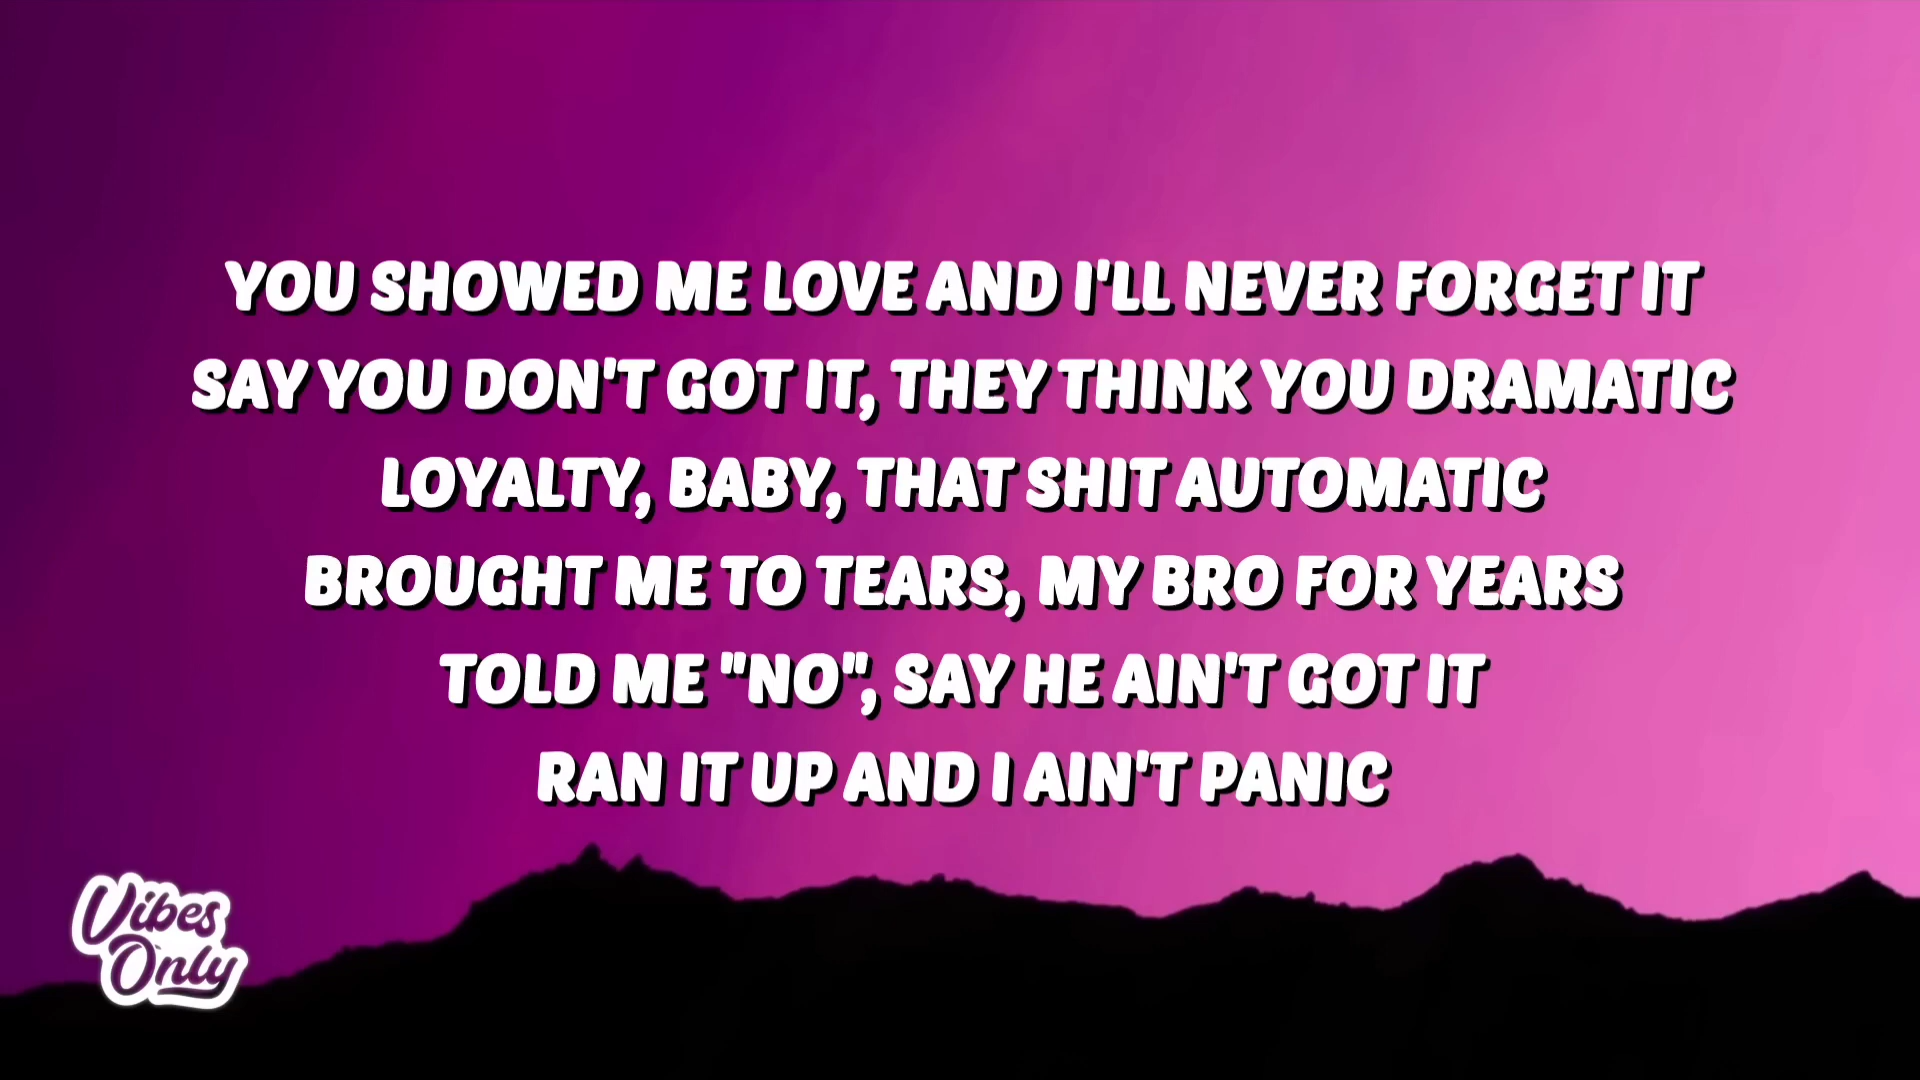 YOU SHOWED ME LOVE AND I'LL NEVER FORGET IT
SAY YOU DON'T GOT IT, THEY THINK YOU DRAMATIC
LOYALTY, BABY, THAT SHIT AUTOMATIC
BROUGHT ME TO TEARS, MY BRO FOR YEARS
TOLD ME "NO", SAY HE AIN'T GOT IT
RAN IT UP AND I AIN'T PANIC
Vibes
Only